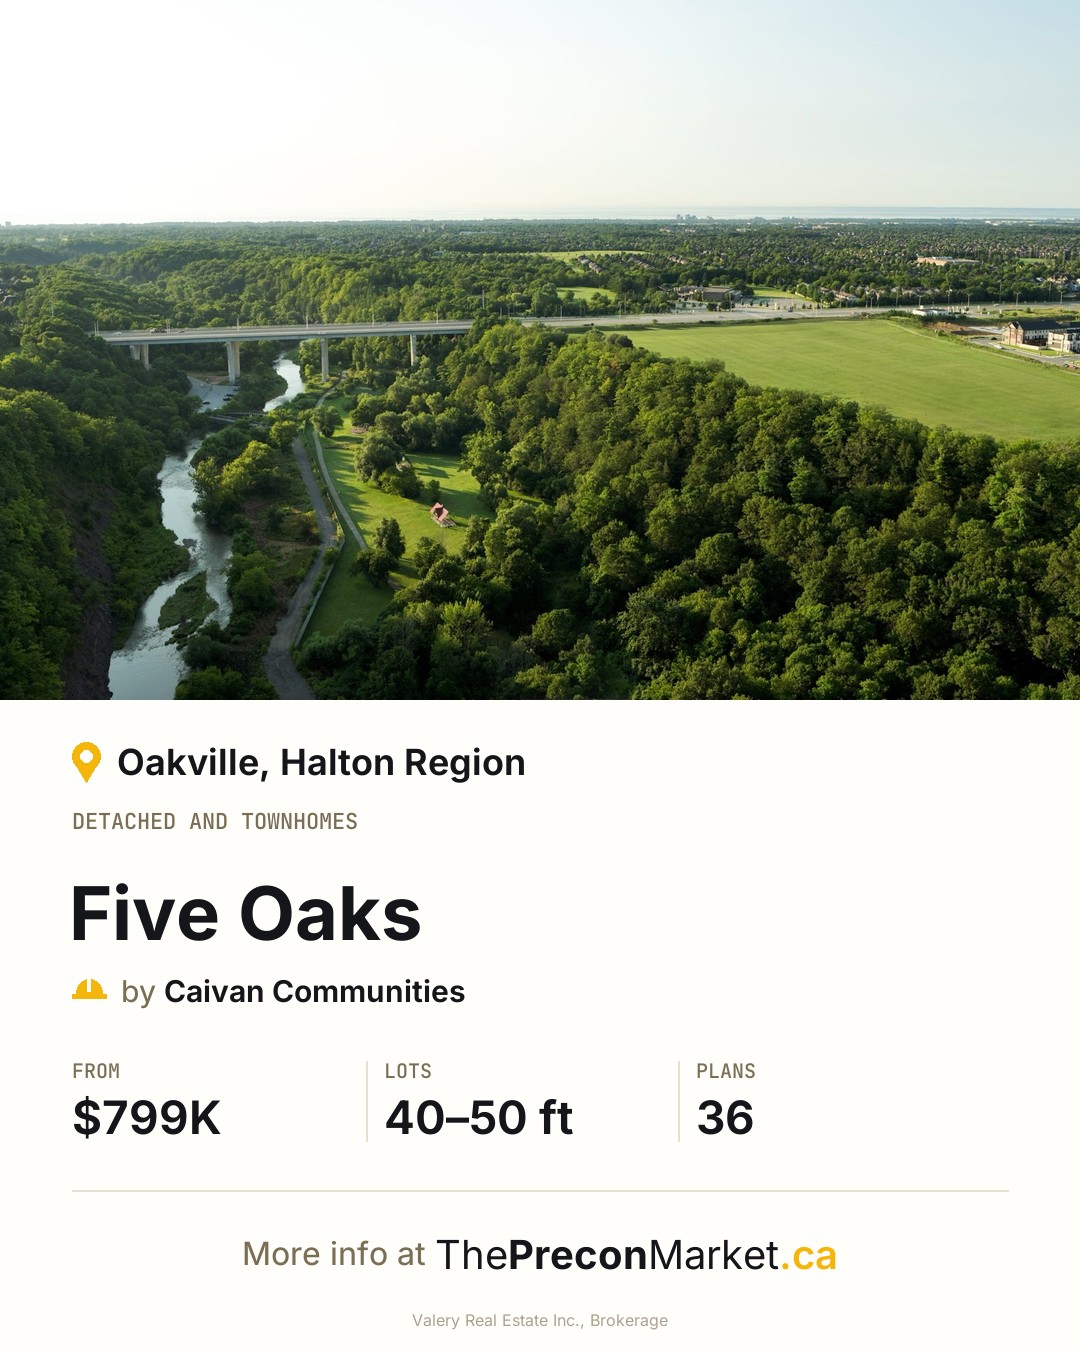 Oakville, Halton Region
DETACHED AND TOWNHOMES
Five Oaks
by Caivan Communities
FROM LOTS PLANS
$799K 40–50 ft 36
More info at ThePreconMarket.ca
Valery Real Estate Inc., Brokerage